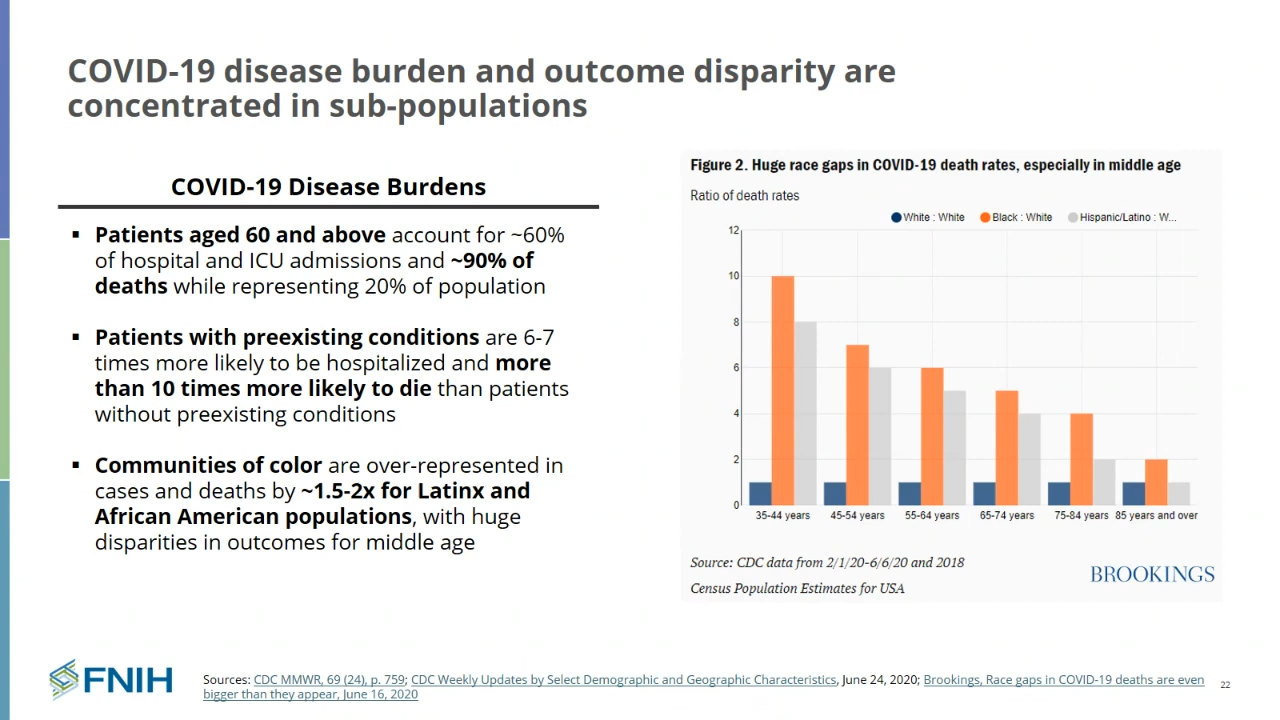 COVID-19 disease burden and outcome disparity are
concentrated in sub-populations
COVID-19 Disease Burdens
▪ Patients aged 60 and above account for ~60%
of hospital and ICU admissions and ~90% of
deaths while representing 20% of population
▪ Patients with preexisting conditions are 6-7
times more likely to be hospitalized and more
than 10 times more likely to die than patients
without preexisting conditions
▪ Communities of color are over-represented in
cases and deaths by ~1.5-2x for Latinx and
African American populations, with huge
disparities in outcomes for middle age
Figure 2. Huge race gaps in COVID-19 death rates, especially in middle age
Ratio of death rates
White : White Black : White Hispanic/Latino : W...
12
10
8
6
4
2
0
35-44 years 45-54 years 55-64 years 65-74 years 75-84 years 85 years and over
Source: CDC data from 2/1/20-6/6/20 and 2018
Census Population Estimates for USA
BROOKINGS
FNIH
Sources: CDC MMWR, 69 (24), p. 759; CDC Weekly Updates by Select Demographic and Geographic Characteristics, June 24, 2020; Brookings, Race gaps in COVID-19 deaths are even
bigger than they appear, June 16, 2020
22